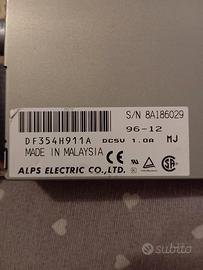 S/N 8A186029
96-12
DF354H911A DC5V 1.0A MJ
MADE IN MALAYSIA
ALPS ELECTRIC CO., LTD.
subito